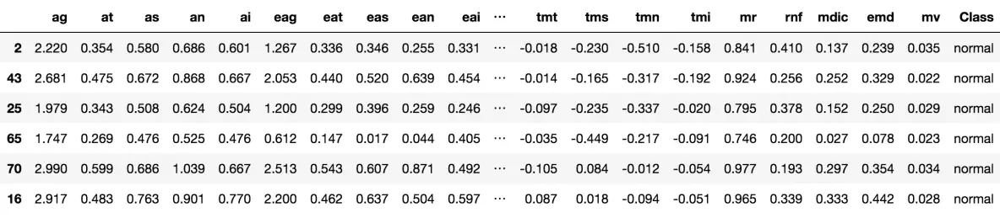 ag at as an ai eag eat eas ean eai ⋯ tmt tms tmn tmi mr rnf mdic emd mv Class
2 2.220 0.354 0.580 0.686 0.601 1.267 0.336 0.346 0.255 0.331 ⋯ -0.018 -0.230 -0.510 -0.158 0.841 0.410 0.137 0.239 0.035 normal
43 2.681 0.475 0.672 0.868 0.667 2.053 0.440 0.520 0.639 0.454 ⋯ -0.014 -0.165 -0.317 -0.192 0.924 0.256 0.252 0.329 0.022 normal
25 1.979 0.343 0.508 0.624 0.504 1.200 0.299 0.396 0.259 0.246 ⋯ -0.097 -0.235 -0.337 -0.020 0.795 0.378 0.152 0.250 0.029 normal
65 1.747 0.269 0.476 0.525 0.476 0.612 0.147 0.017 0.044 0.405 ⋯ -0.035 -0.449 -0.217 -0.091 0.746 0.200 0.027 0.078 0.023 normal
70 2.990 0.599 0.686 1.039 0.667 2.513 0.543 0.607 0.871 0.492 ⋯ -0.105 0.084 -0.012 -0.054 0.977 0.193 0.297 0.354 0.034 normal
16 2.917 0.483 0.763 0.901 0.770 2.200 0.462 0.637 0.504 0.597 ⋯ 0.087 0.018 -0.094 -0.051 0.965 0.339 0.333 0.442 0.028 normal